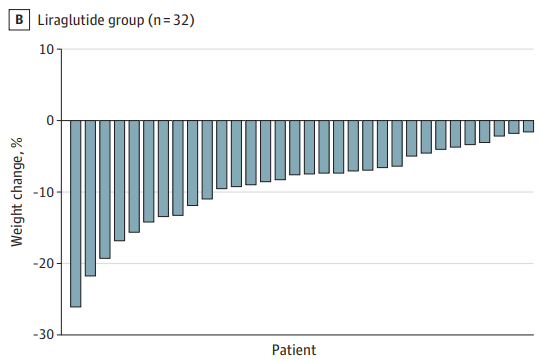 B Liraglutide group (n = 32)
10
0
-10
-20
-30
Weight change, %
Patient